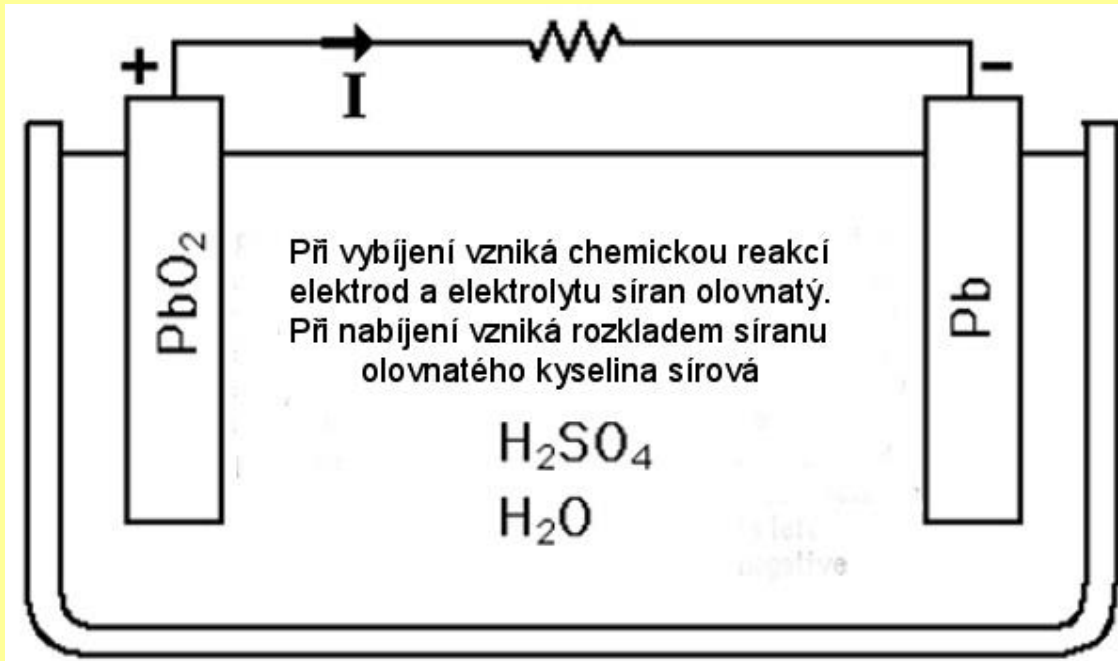 +
-
I
PbO₂
Při vybíjení vzniká chemickou reakcí
elektrod a elektrolytu síran olovnatý.
Při nabíjení vzniká rozkladem síranu
olovnatého kyselina sírová
H₂SO₄
H₂O
Pb
negative